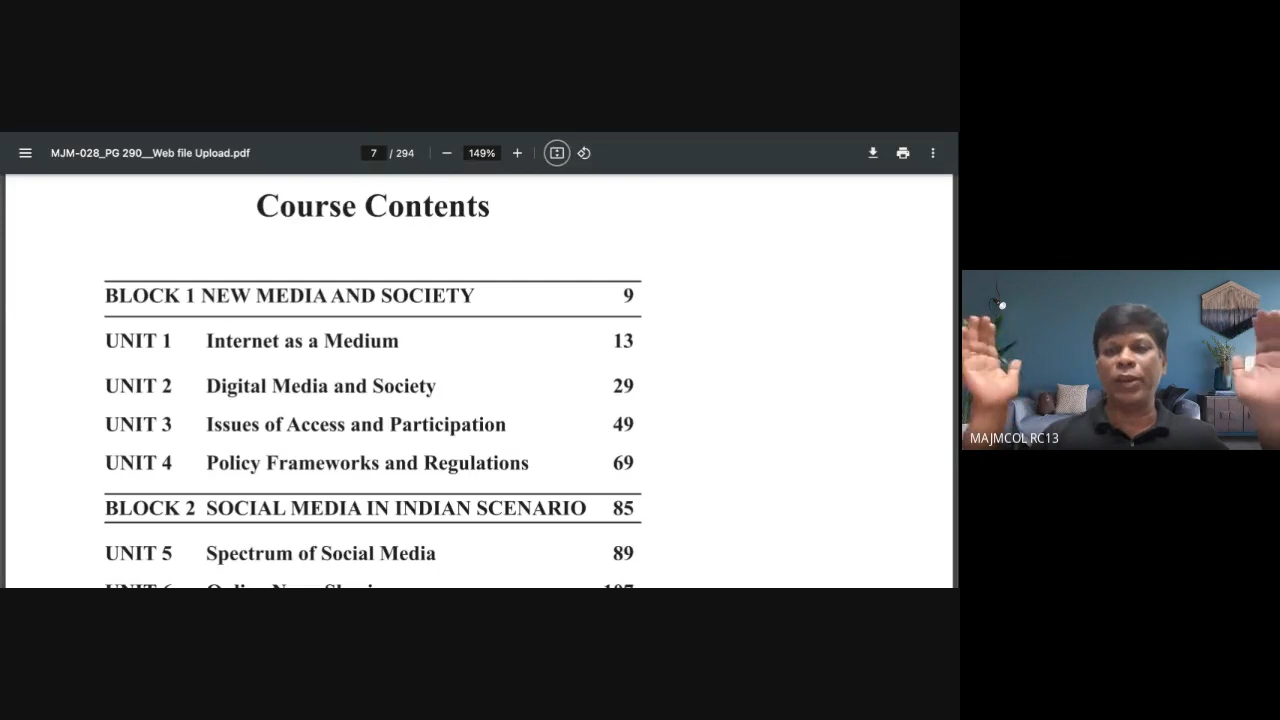 MJM-028_PG 290__Web file Upload.pdf 7 / 294 149%
Course Contents
BLOCK 1 NEW MEDIA AND SOCIETY 9
UNIT 1 Internet as a Medium 13
UNIT 2 Digital Media and Society 29
UNIT 3 Issues of Access and Participation 49
UNIT 4 Policy Frameworks and Regulations 69
BLOCK 2 SOCIAL MEDIA IN INDIAN SCENARIO 85
UNIT 5 Spectrum of Social Media 89
MAJMCOL RC13